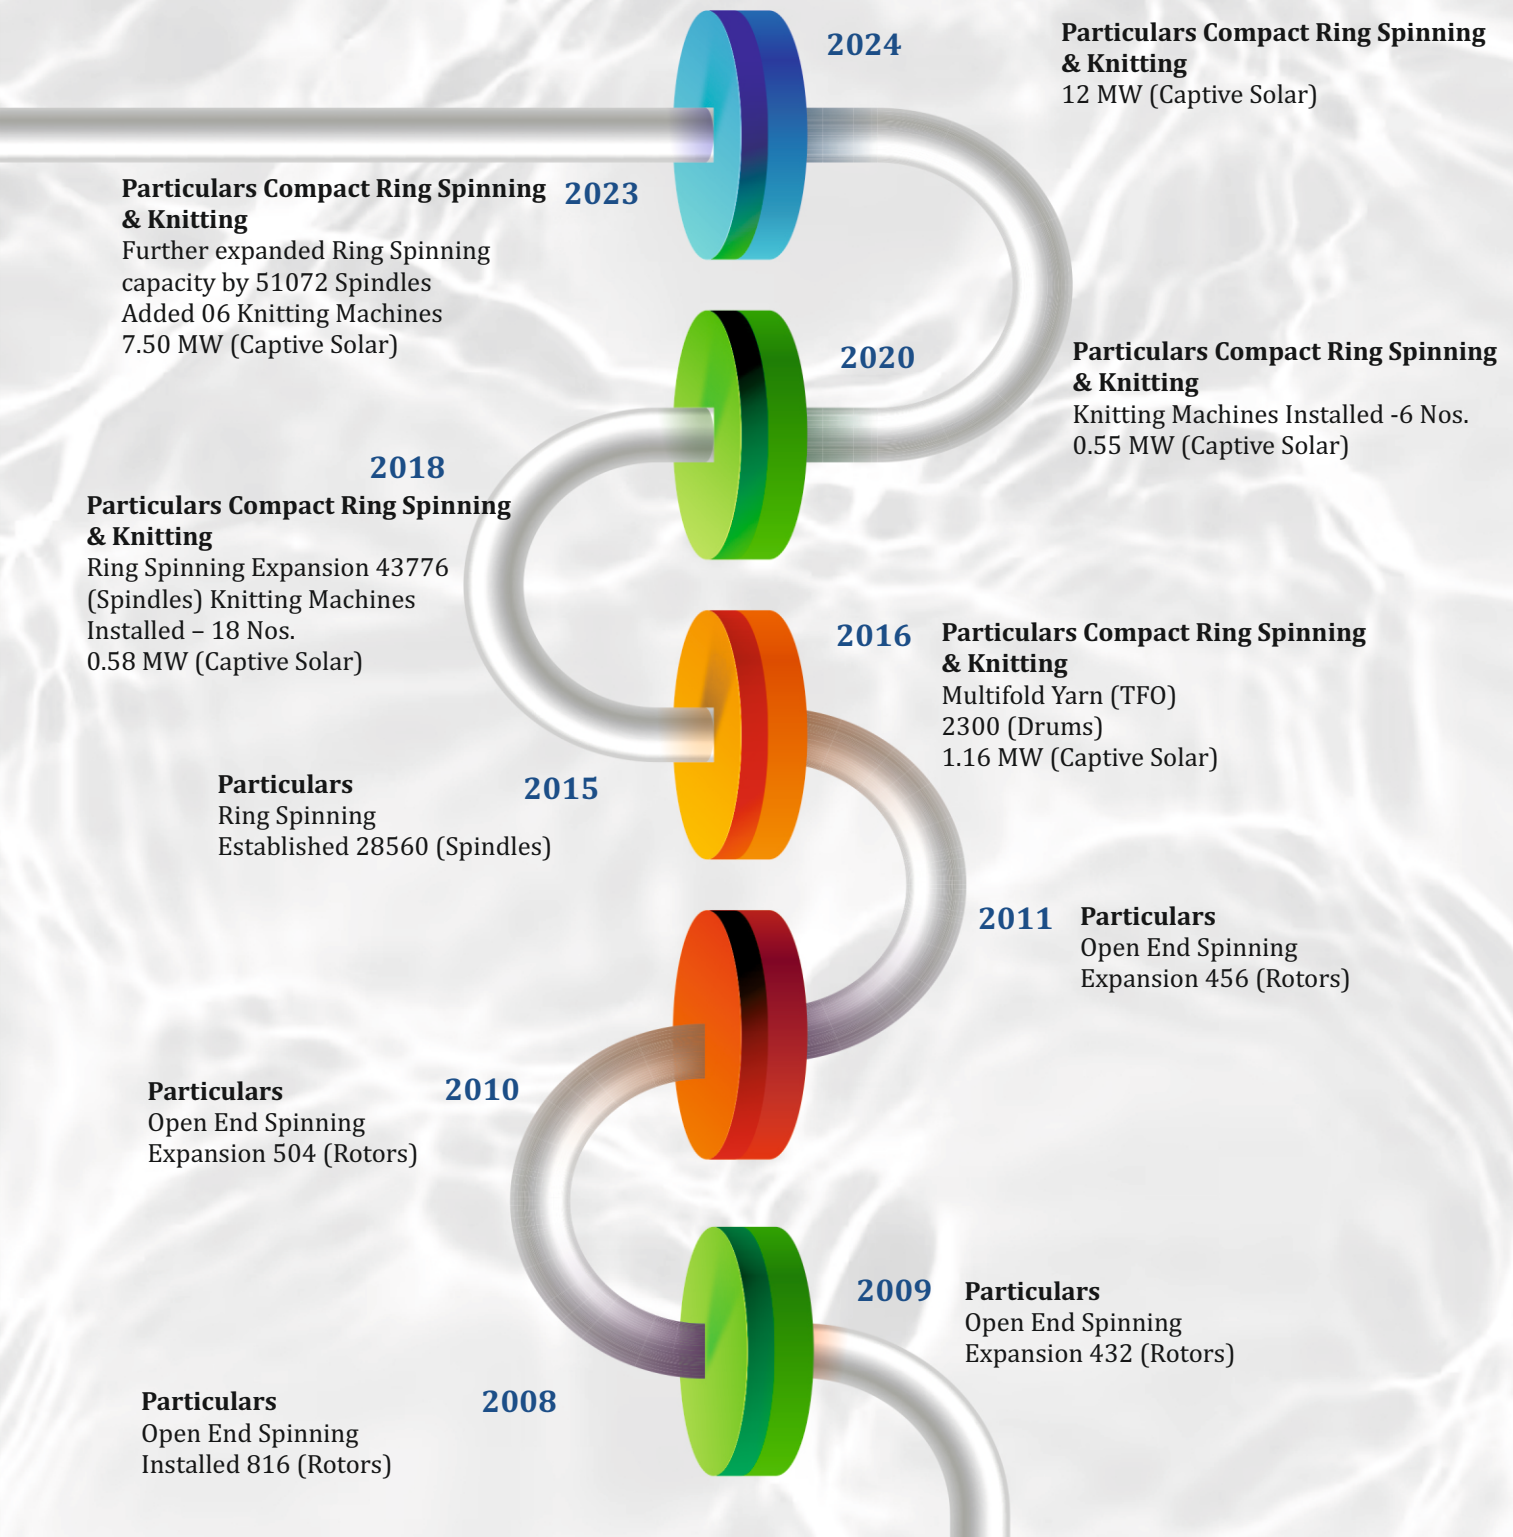 2024
Particulars Compact Ring Spinning
& Knitting
12 MW (Captive Solar)
2023
Particulars Compact Ring Spinning
& Knitting
Further expanded Ring Spinning
capacity by 51072 Spindles
Added 06 Knitting Machines
7.50 MW (Captive Solar)
2020
Particulars Compact Ring Spinning
& Knitting
Knitting Machines Installed -6 Nos.
0.55 MW (Captive Solar)
2018
Particulars Compact Ring Spinning
& Knitting
Ring Spinning Expansion 43776
(Spindles) Knitting Machines
Installed – 18 Nos.
0.58 MW (Captive Solar)
2016
Particulars Compact Ring Spinning
& Knitting
Multifold Yarn (TFO)
2300 (Drums)
1.16 MW (Captive Solar)
2015
Particulars
Ring Spinning
Established 28560 (Spindles)
2011
Particulars
Open End Spinning
Expansion 456 (Rotors)
2010
Particulars
Open End Spinning
Expansion 504 (Rotors)
2009
Particulars
Open End Spinning
Expansion 432 (Rotors)
2008
Particulars
Open End Spinning
Installed 816 (Rotors)